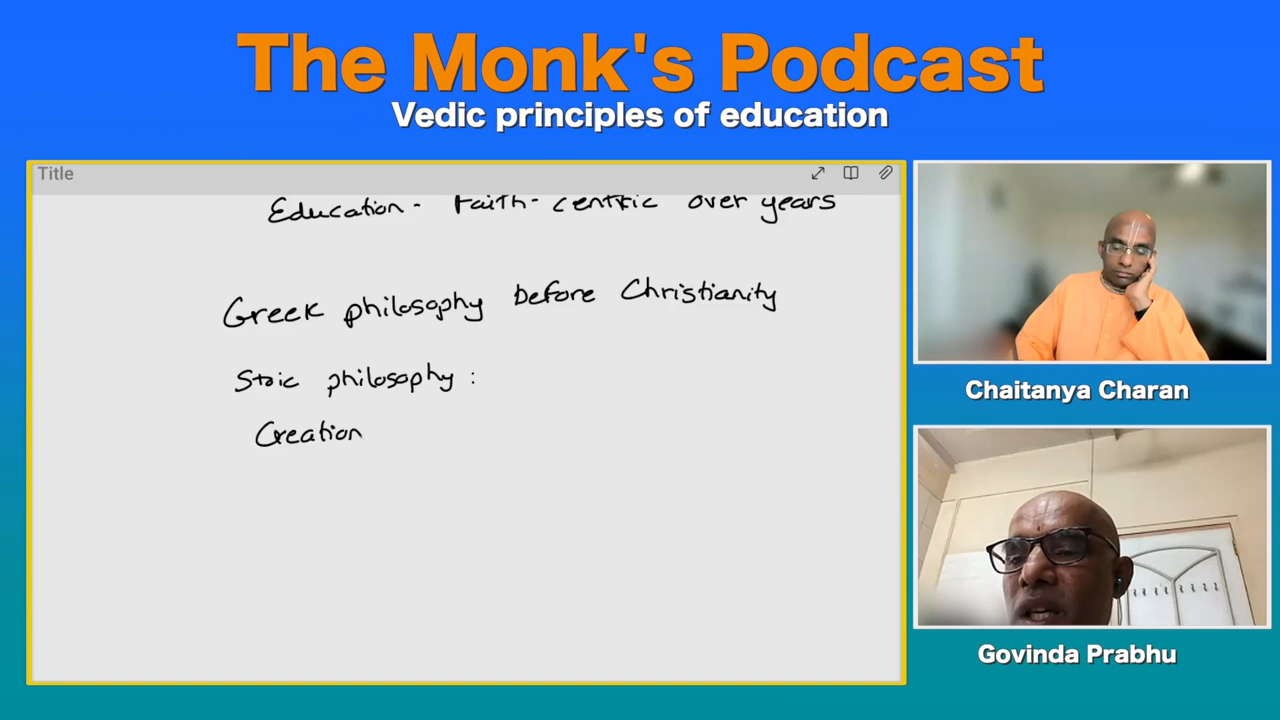 The Monk's Podcast
Vedic principles of education
Title
Education - Faith-centric over years
Greek philosophy before Christianity
Stoic philosophy :
Creation
Chaitanya Charan
Govinda Prabhu